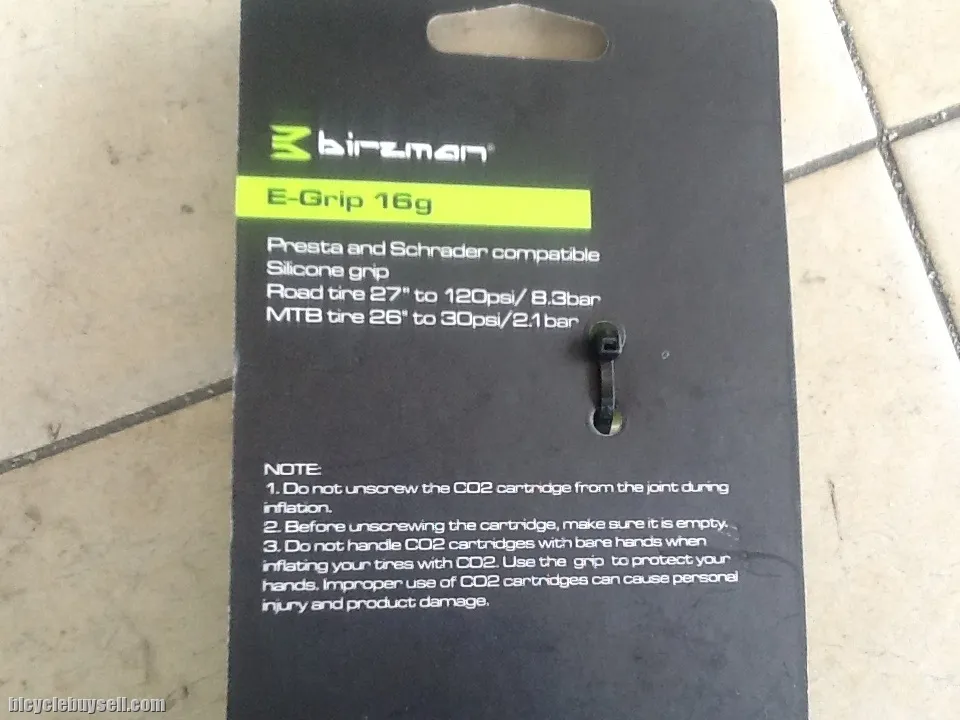 birzman®
E-Grip 16g
Presta and Schrader compatible
Silicone grip
Road tire 27" to 120psi/ 8.3bar
MTB tire 26" to 30psi/2.1bar
NOTE:
1. Do not unscrew the CO2 cartridge from the joint during
inflation.
2. Before unscrewing the cartridge, make sure it is empty.
3. Do not handle CO2 cartridges with bare hands when
inflating your tires with CO2. Use the grip to protect your
hands. Improper use of CO2 cartridges can cause personal
injury and product damage.
bicyclebuysell.com